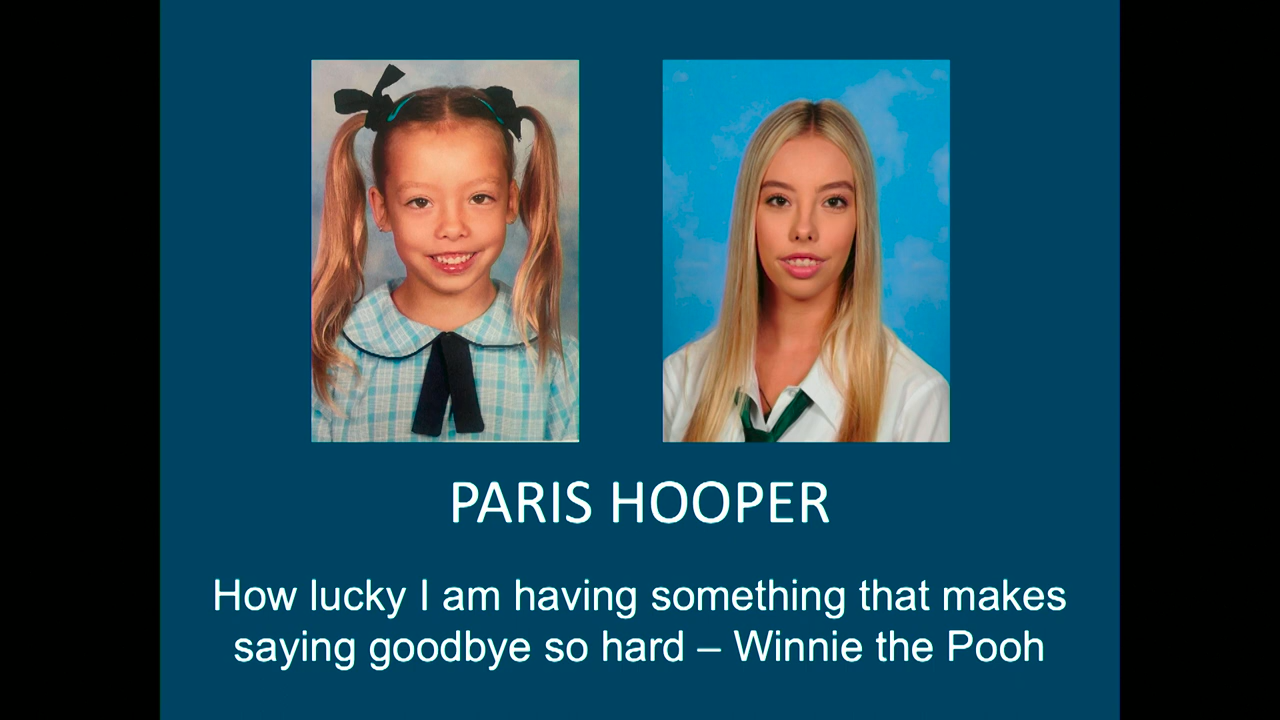 PARIS HOOPER
How lucky I am having something that makes
saying goodbye so hard – Winnie the Pooh